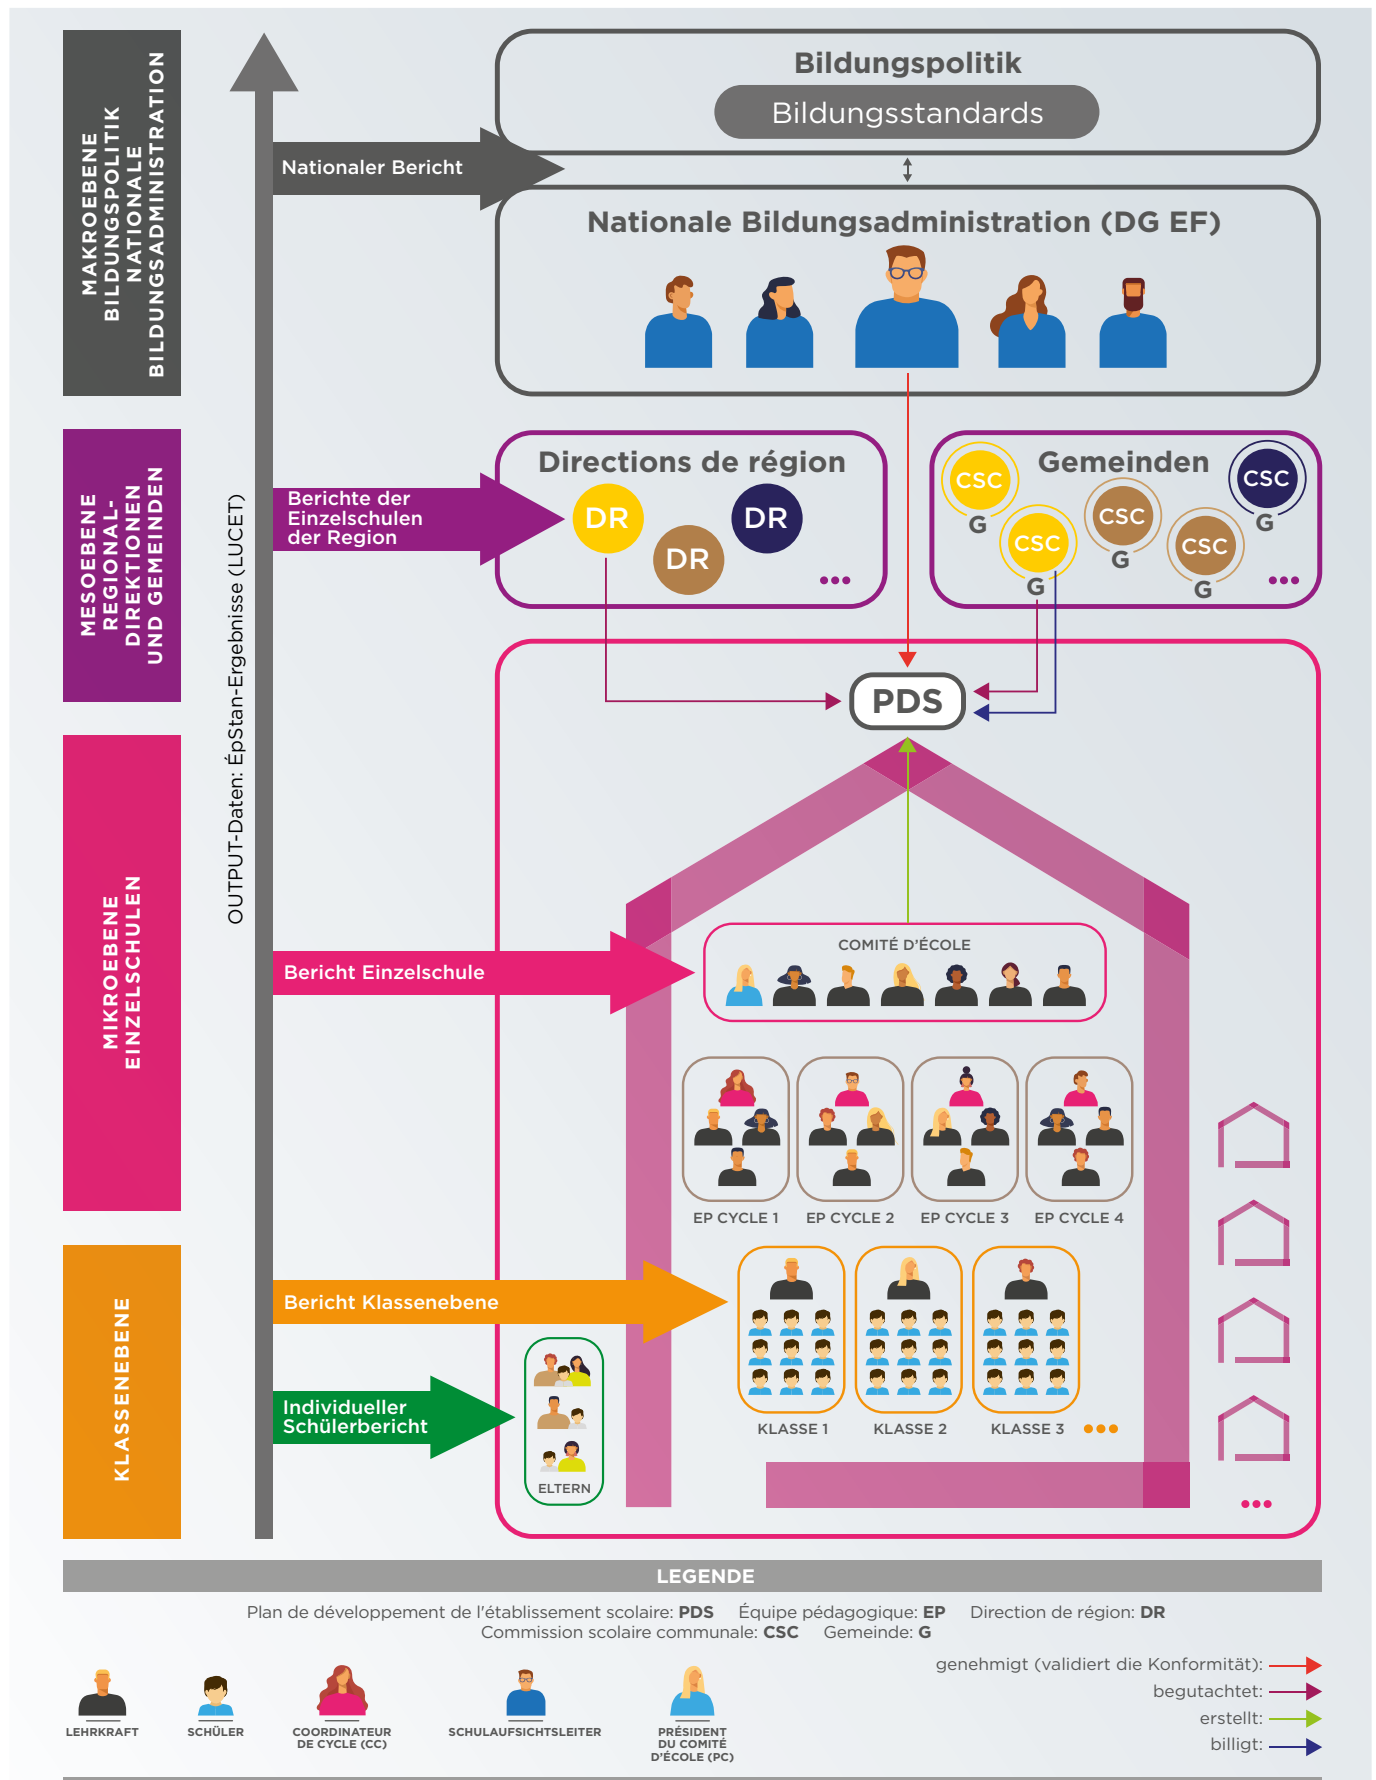 MAKROEBENE
BILDUNGSPOLITIK
NATIONALE
BILDUNGSADMINISTRATION
Bildungspolitik
Bildungsstandards
Nationaler Bericht
Nationale Bildungsadministration (DG EF)
MESOEBENE
REGIONAL-
DIREKTIONEN
UND GEMEINDEN
OUTPUT-Daten: ÉpStan-Ergebnisse (LUCET)
Berichte der
Einzelschulen
der Region
Directions de région
DR
DR
DR
Gemeinden
CSC
G
CSC
G
CSC
G
CSC
G
CSC
G
PDS
MIKROEBENE
EINZELSCHULEN
Bericht Einzelschule
COMITÉ D'ÉCOLE
EP CYCLE 1
EP CYCLE 2
EP CYCLE 3
EP CYCLE 4
KLASSENEBENE
Bericht Klassenebene
KLASSE 1
KLASSE 2
KLASSE 3
Individueller
Schülerbericht
ELTERN
LEGENDE
Plan de développement de l'établissement scolaire: PDS Équipe pédagogique: EP Direction de région: DR
Commission scolaire communale: CSC Gemeinde: G
LEHRKRAFT
SCHÜLER
COORDINATEUR
DE CYCLE (CC)
SCHULAUFSICHTSLEITER
PRÉSIDENT
DU COMITÉ
D'ÉCOLE (PC)
genehmigt (validiert die Konformität):
begutachtet:
erstellt:
billigt: